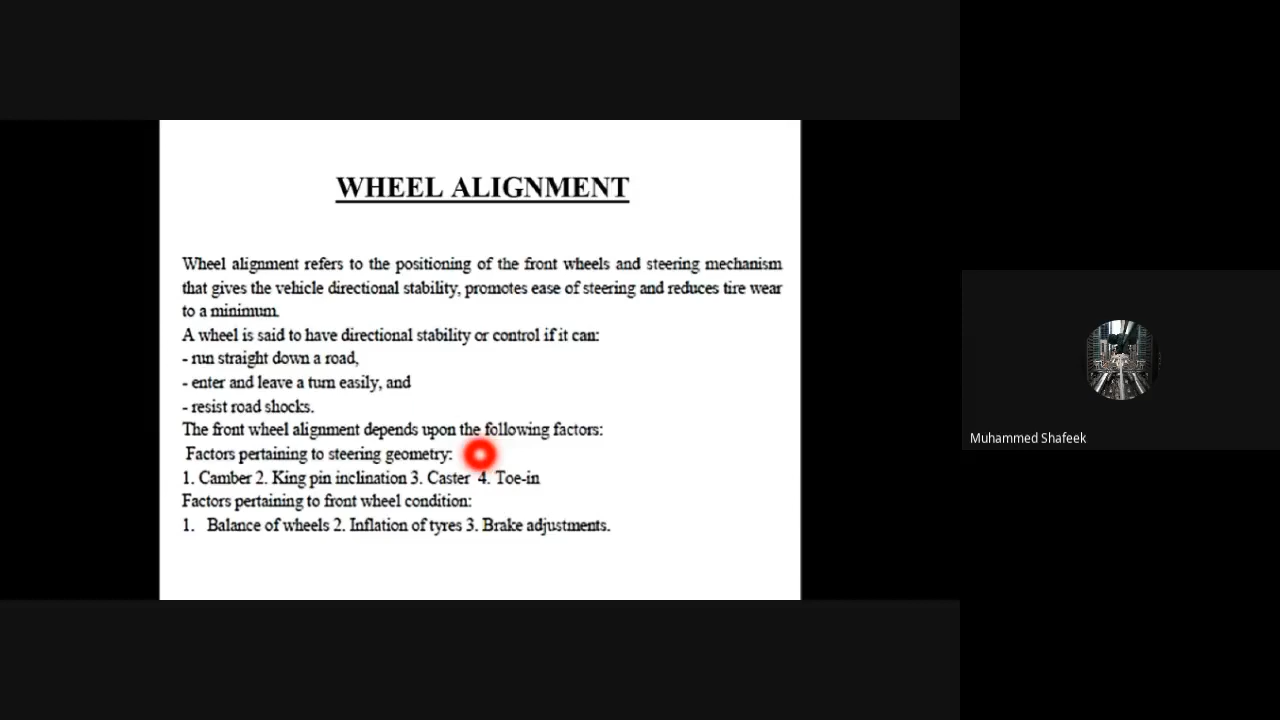 WHEEL ALIGNMENT
Wheel alignment refers to the positioning of the front wheels and steering mechanism
that gives the vehicle directional stability, promotes ease of steering and reduces tire wear
to a minimum.
A wheel is said to have directional stability or control if it can:
- run straight down a road,
- enter and leave a turn easily, and
- resist road shocks.
The front wheel alignment depends upon the following factors:
Factors pertaining to steering geometry:
1. Camber 2. King pin inclination 3. Caster 4. Toe-in
Factors pertaining to front wheel condition:
1. Balance of wheels 2. Inflation of tyres 3. Brake adjustments.
Muhammed Shafeek